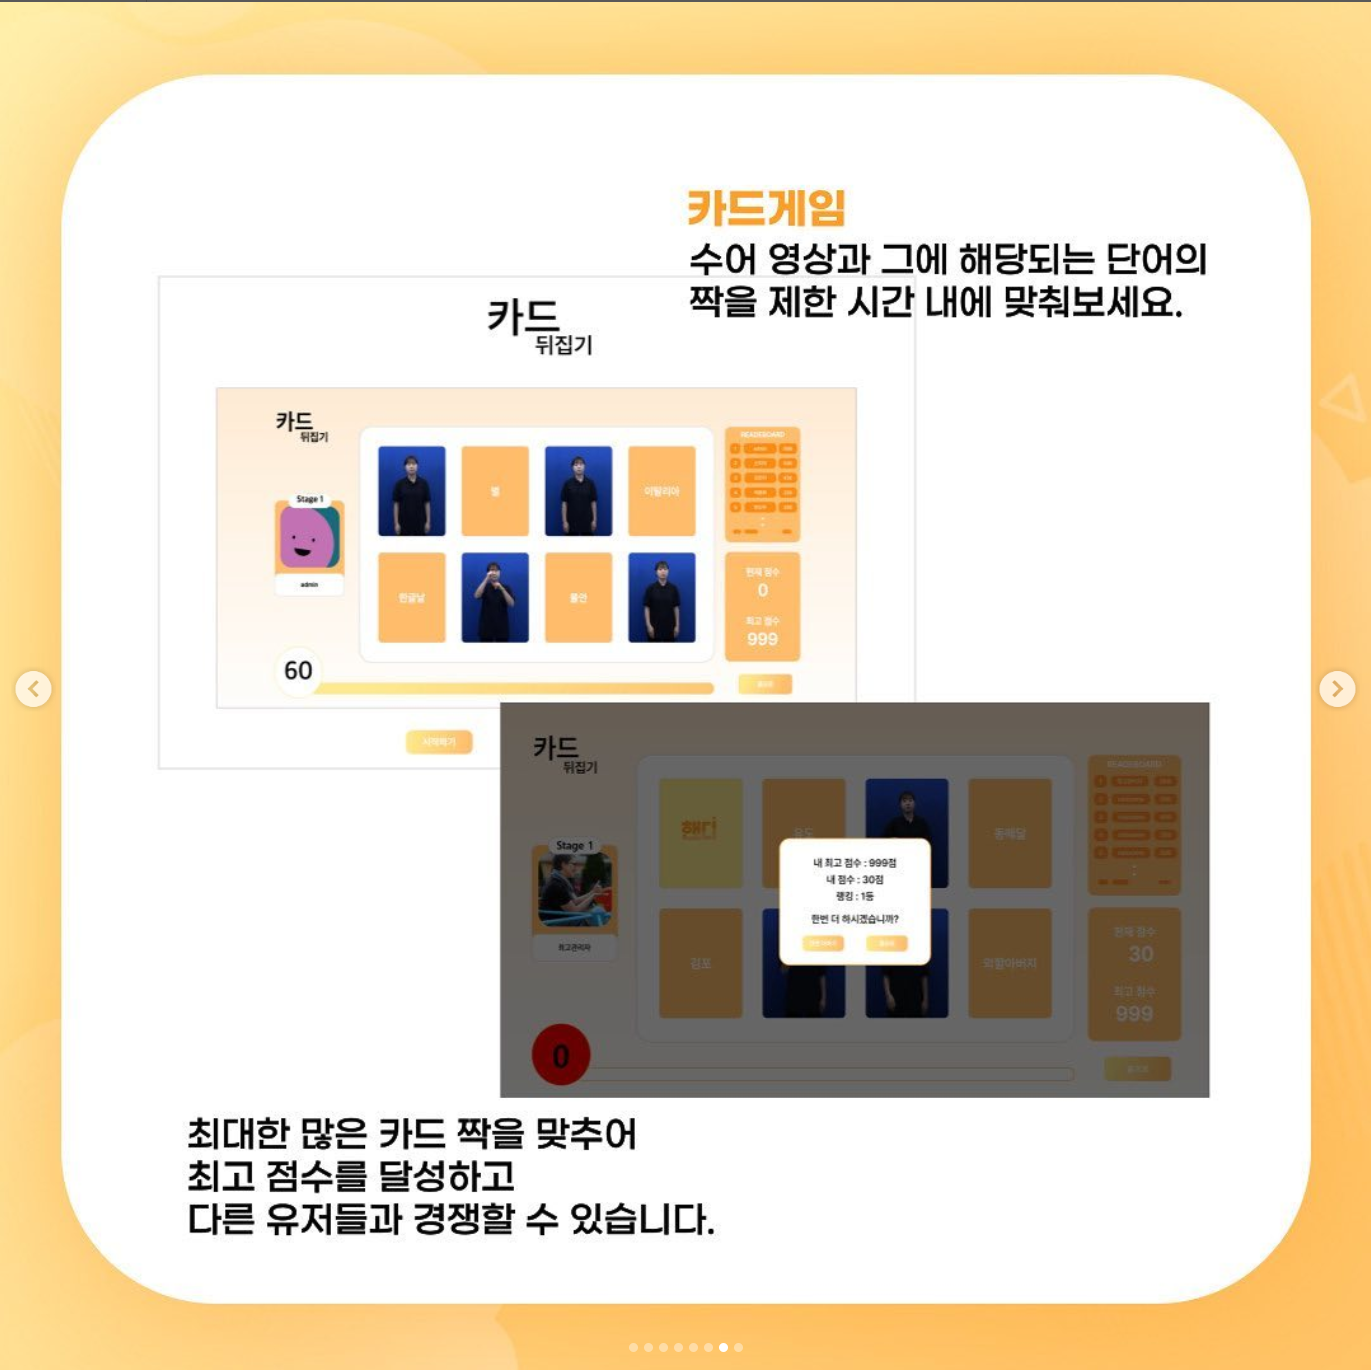 카드게임
수어 영상과 그에 해당되는 단어의
짝을 제한 시간 내에 맞춰보세요.
카드
뒤집기
카드
뒤집기
Stage 1
admin
별
이탈리아
한글날
불안
현재 점수
0
최고 점수
999
60
시작하기
카드
뒤집기
Stage 1
최고관리자
유도
동메달
김포
외할아버지
내 최고 점수 : 999점
내 점수 : 30점
랭킹 : 1등
한번 더 하시겠습니까?
현재 점수
30
최고 점수
999
0
최대한 많은 카드 짝을 맞추어
최고 점수를 달성하고
다른 유저들과 경쟁할 수 있습니다.